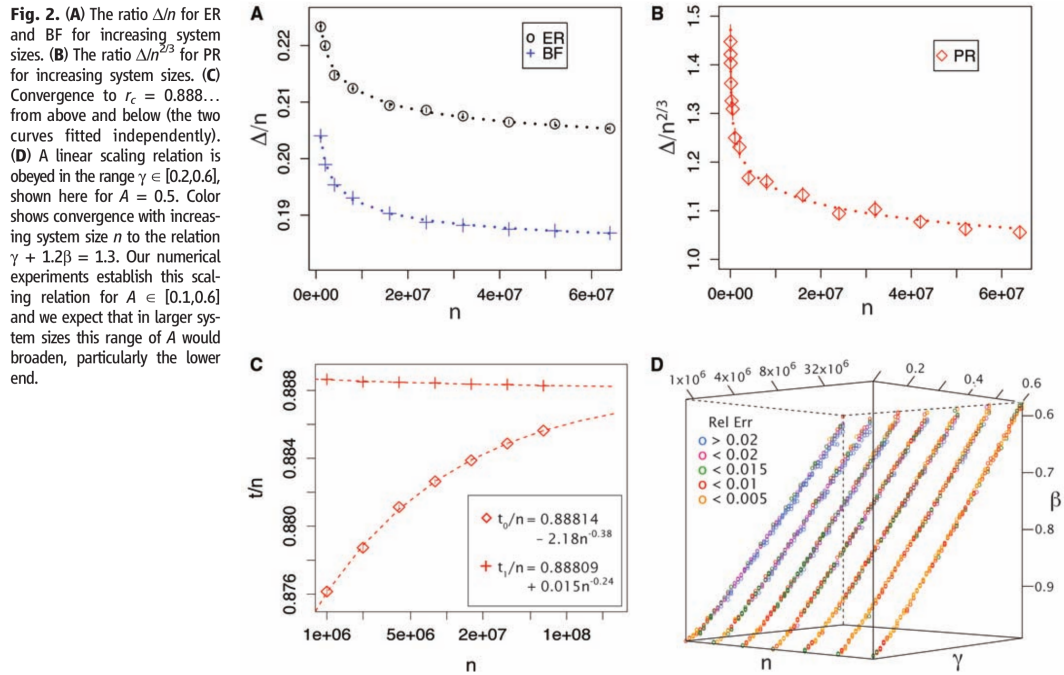 Fig. 2. (A) The ratio Δ/n for ER
and BF for increasing system
sizes. (B) The ratio Δ/n^2/3 for PR
for increasing system sizes. (C)
Convergence to r_c = 0.888…
from above and below (the two
curves fitted independently).
(D) A linear scaling relation is
obeyed in the range γ ∈ [0.2,0.6],
shown here for A = 0.5. Color
shows convergence with increas-
ing system size n to the relation
γ + 1.2β = 1.3. Our numerical
experiments establish this scal-
ing relation for A ∈ [0.1,0.6]
and we expect that in larger sys-
tem sizes this range of A would
broaden, particularly the lower
end.
A
ER
BF
Δ/n
0.22
0.21
0.20
0.19
0e+00 2e+07 4e+07 6e+07
n
B
PR
Δ/n^2/3
1.5
1.4
1.3
1.2
1.1
1.0
0e+00 2e+07 4e+07 6e+07
n
C
t/n
0.888
0.884
0.880
0.876
t_0/n = 0.88814
− 2.18n^-0.38
t_1/n = 0.88809
+ 0.015n^-0.24
1e+06 5e+06 2e+07 1e+08
n
D
1x10^6 4x10^6 8x10^6 32x10^6 0.2 0.4 0.6
Rel Err
> 0.02
< 0.02
< 0.015
< 0.01
< 0.005
0.6
0.7
β
0.8
0.9
n
γ